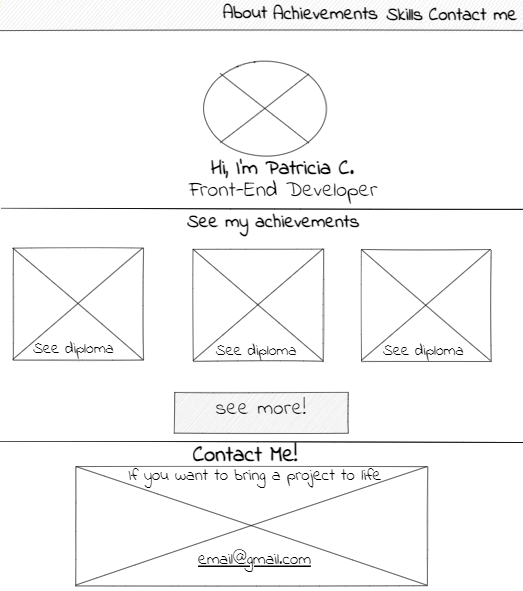 About Achievements Skills Contact me
Hi, I'm Patricia C.
Front-End Developer
See my achievements
See diploma See diploma See diploma
see more!
Contact Me!
If you want to bring a project to life
email@gmail.com